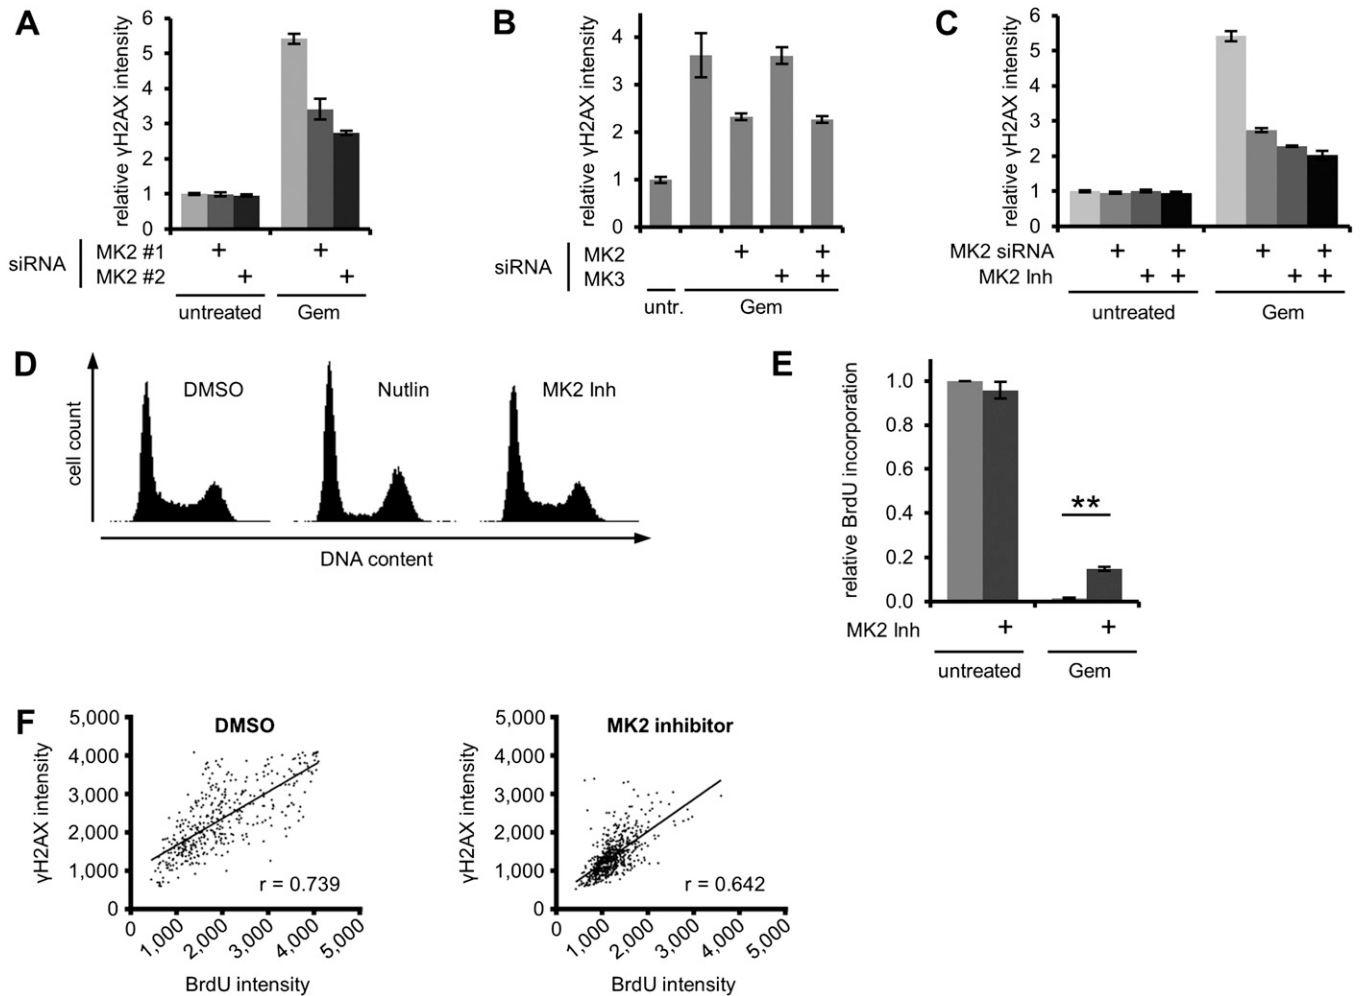 A
relative γH2AX intensity
6
5
4
3
2
1
0
siRNA
MK2 #1 +
MK2 #2 + +
untreated Gem
B
relative γH2AX intensity
4
3
2
1
0
siRNA
MK2 + +
MK3 + +
untr. Gem
C
relative γH2AX intensity
6
5
4
3
2
1
0
MK2 siRNA + + + +
MK2 Inh + + + +
untreated Gem
D
cell count
DMSO Nutlin MK2 Inh
DNA content
E
relative BrdU incorporation
1.0
0.8
0.6
0.4
0.2
0.0
**
MK2 Inh + +
untreated Gem
F
γH2AX intensity
5,000
4,000
3,000
2,000
1,000
0
DMSO
r = 0.739
0 1,000 2,000 3,000 4,000 5,000
BrdU intensity
γH2AX intensity
5,000
4,000
3,000
2,000
1,000
0
MK2 inhibitor
r = 0.642
0 1,000 2,000 3,000 4,000 5,000
BrdU intensity